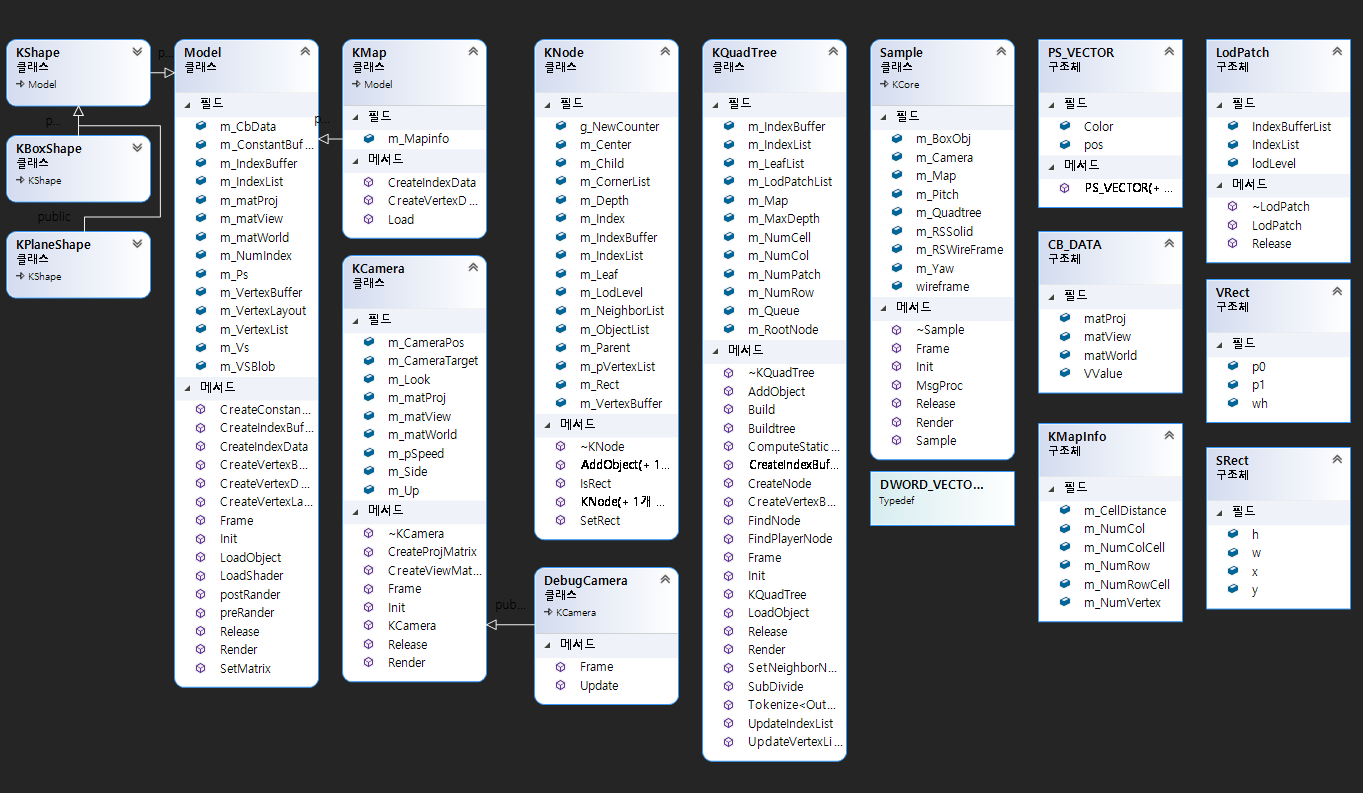 KShape
클래스
Model
p...
p...
KBoxShape
클래스
KShape
public
KPlaneShape
클래스
KShape
Model
클래스
필드
m_CbData
m_ConstantBuf...
m_IndexBuffer
m_IndexList
m_matProj
m_matView
m_matWorld
m_NumIndex
m_Ps
m_VertexBuffer
m_VertexLayout
m_VertexList
m_Vs
m_VSBlob
메서드
CreateConstan...
CreateIndexBuf...
CreateIndexData
CreateVertexB...
CreateVertexD...
CreateVertexLa...
Frame
Init
LoadObject
LoadShader
postRander
preRander
Release
Render
SetMatrix
p...
KMap
클래스
Model
필드
m_Mapinfo
메서드
CreateIndexData
CreateVertexD...
Load
KCamera
클래스
필드
m_CameraPos
m_CameraTarget
m_Look
m_matProj
m_matView
m_matWorld
m_pSpeed
m_Side
m_Up
메서드
~KCamera
CreateProjMatrix
CreateViewMat...
Frame
Init
KCamera
Release
Render
pub...
KNode
클래스
필드
g_NewCounter
m_Center
m_Child
m_CornerList
m_Depth
m_Index
m_IndexBuffer
m_IndexList
m_Leaf
m_LodLevel
m_NeighborList
m_ObjectList
m_Parent
m_pVertexList
m_Rect
m_VertexBuffer
메서드
~KNode
AddObject(+ 1...
IsRect
KNode(+ 1개 ...
SetRect
DebugCamera
클래스
KCamera
메서드
Frame
Update
KQuadTree
클래스
필드
m_IndexBuffer
m_IndexList
m_LeafList
m_LodPatchList
m_Map
m_MaxDepth
m_NumCell
m_NumCol
m_NumPatch
m_NumRow
m_Queue
m_RootNode
메서드
~KQuadTree
AddObject
Build
Buildtree
ComputeStatic...
CreateIndexBuf...
CreateNode
CreateVertexB...
FindNode
FindPlayerNode
Frame
Init
KQuadTree
LoadObject
Release
Render
SetNeighborN...
SubDivide
Tokenize<Out...
UpdateIndexList
UpdateVertexLi...
Sample
클래스
KCore
필드
m_BoxObj
m_Camera
m_Map
m_Pitch
m_Quadtree
m_RSSolid
m_RSWireFrame
m_Yaw
wireframe
메서드
~Sample
Frame
Init
MsgProc
Release
Render
Sample
DWORD_VECTO...
Typedef
PS_VECTOR
구조체
필드
Color
pos
메서드
PS_VECTOR(+ ...
CB_DATA
구조체
필드
matProj
matView
matWorld
VValue
KMapInfo
구조체
필드
m_CellDistance
m_NumCol
m_NumColCell
m_NumRow
m_NumRowCell
m_NumVertex
LodPatch
구조체
필드
IndexBufferList
IndexList
lodLevel
메서드
~LodPatch
LodPatch
Release
VRect
구조체
필드
p0
p1
wh
SRect
구조체
필드
h
w
x
y